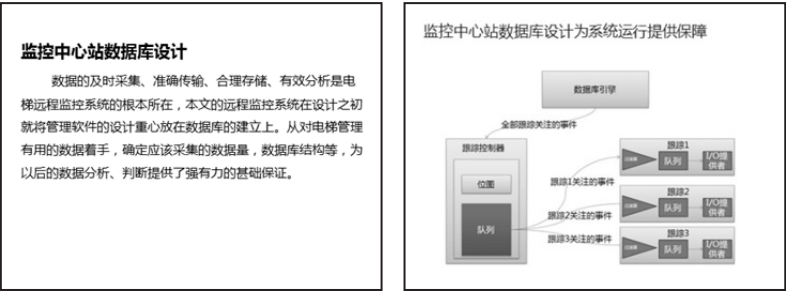 监控中心站数据库设计
数据的及时采集、准确传输、合理存储、有效分析是电
梯远程监控系统的根本所在，本文的远程监控系统在设计之初
就将管理软件的设计重心放在数据库的建立上。从对电梯管理
有用的数据着手，确定应该采集的数据量，数据库结构等，为
以后的数据分析、判断提供了强有力的基础保证。
监控中心站数据库设计为系统运行提供保障
数据库引擎
全部跟踪关注的事件
跟踪控制器
位图
队列
跟踪1关注的事件
跟踪2关注的事件
跟踪3关注的事件
跟踪1
过滤器
队列
I/O提
供者
跟踪2
过滤器
队列
I/O提
供者
跟踪3
过滤器
队列
I/O提
供者